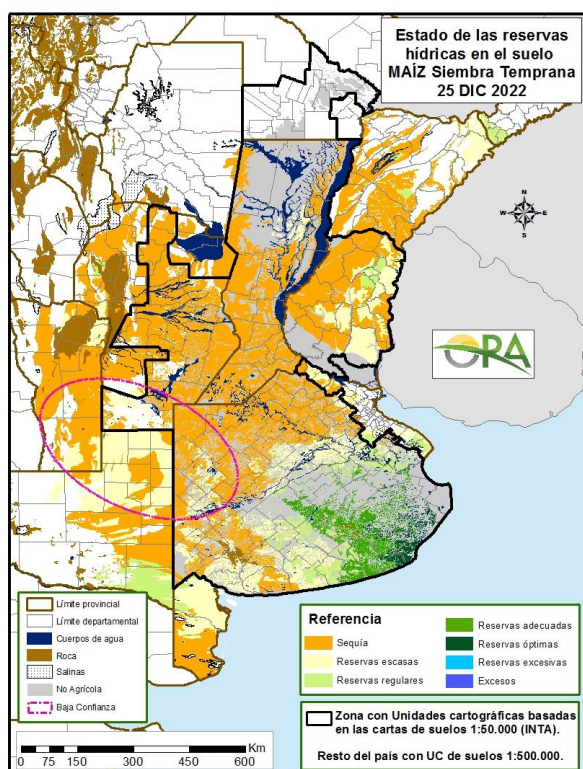 Estado de las reservas
hídricas en el suelo
MAÍZ Siembra Temprana
25 DIC 2022
N
W
E
S
ORA
Límite provincial
Límite departamental
Cuerpos de agua
Roca
Salinas
No Agrícola
Baja Confianza
Referencia
Sequía
Reservas escasas
Reservas regulares
Reservas adecuadas
Reservas óptimas
Reservas excesivas
Excesos
Zona con Unidades cartográficas basadas
en las cartas de suelos 1:50.000 (INTA).
Resto del país con UC de suelos 1:500.000.
Km
0 75 150 300 450 600